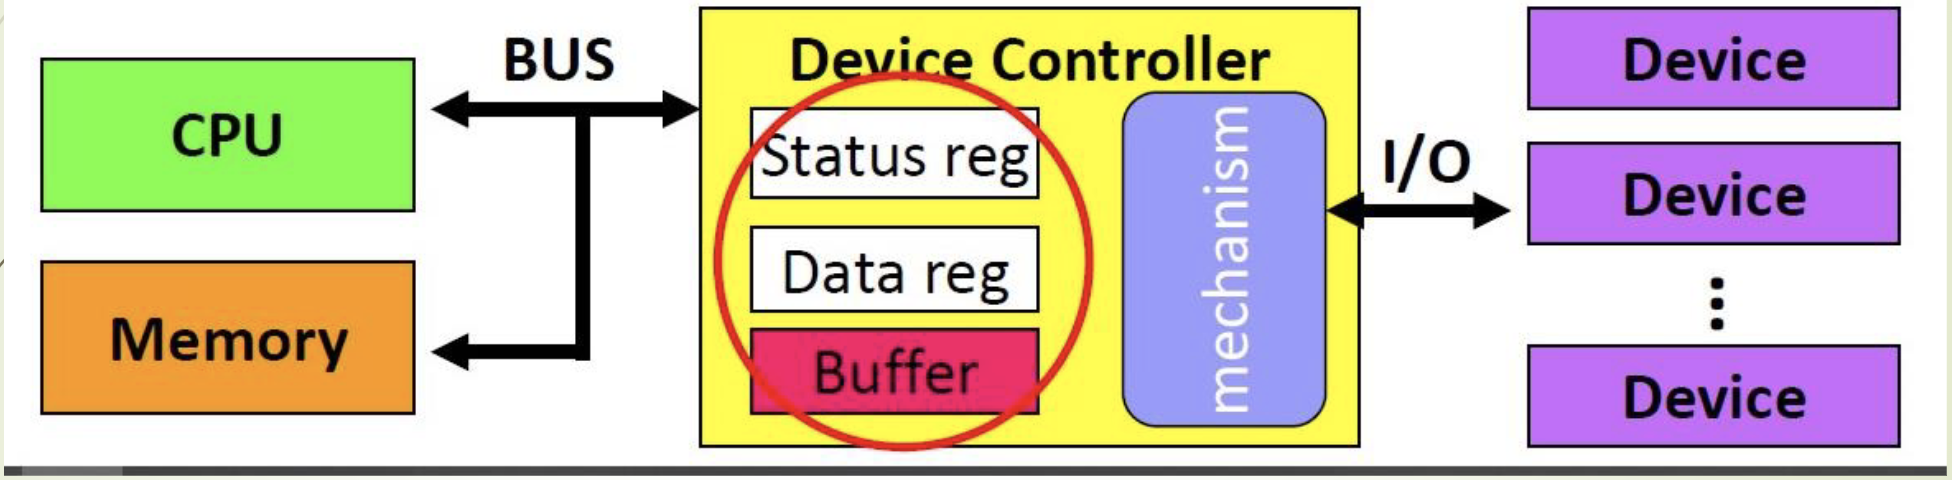 CPU
Memory
BUS
Device Controller
Status reg
Data reg
Buffer
mechanism
I/O
Device
Device
⋮
Device